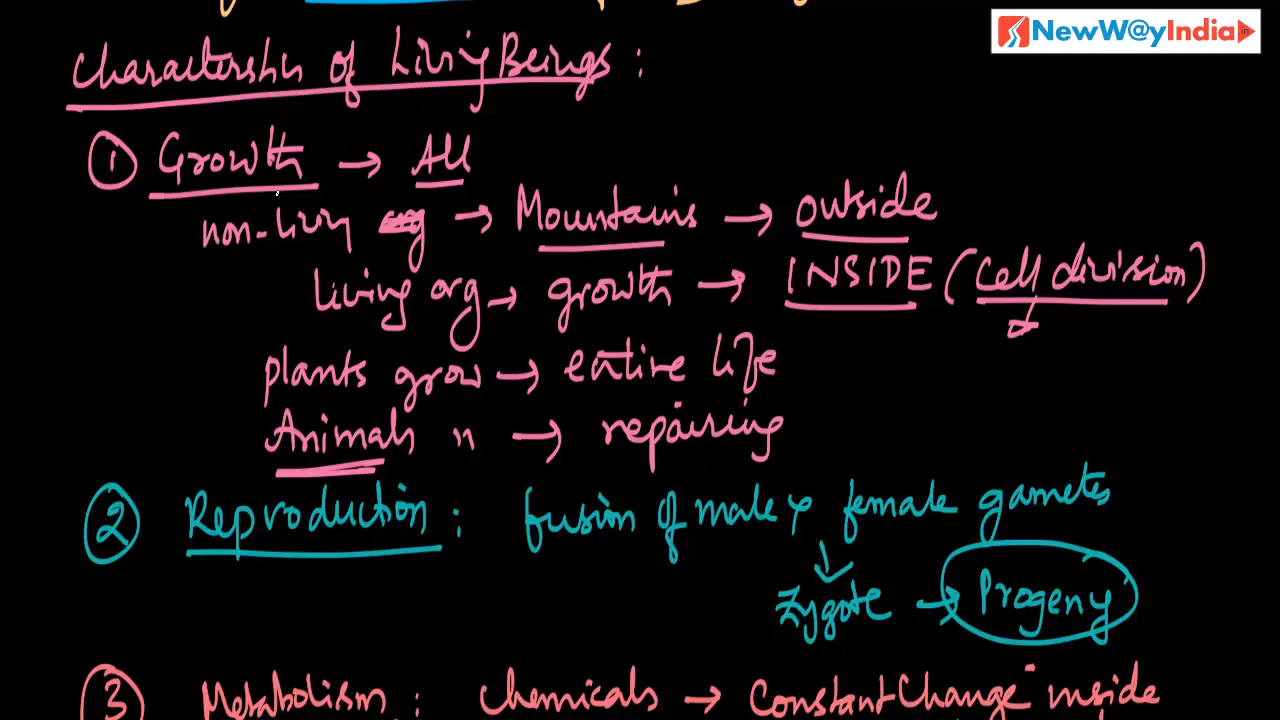 NewW@yIndia
Characteristics of Living Beings :
① Growth → All
non-living org → Mountains → outside
living org → growth → INSIDE (Cell division)
plants grow → entire life
Animals " → repairing
② Reproduction : fusion of male & female gametes
Zygote → Progeny
③ Metabolism : Chemicals → Constant Change inside